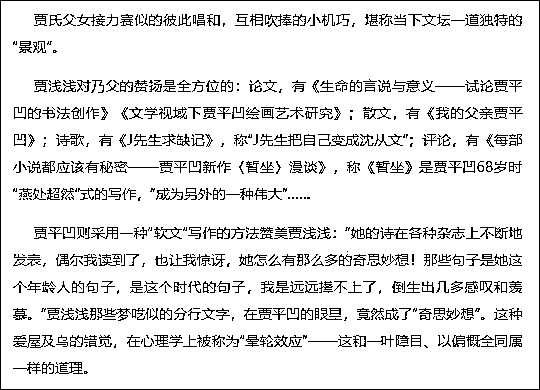 贾氏父女接力赛似的彼此唱和，互相吹捧的小机巧，堪称当下文坛一道独特的
“景观”。
贾浅浅对乃父的赞扬是全方位的：论文，有《生命的言说与意义——试论贾平
凹的书法创作》《文学视域下贾平凹绘画艺术研究》；散文，有《我的父亲贾平
凹》；诗歌，有《J先生求缺记》，称“J先生把自己变成沈从文”；评论，有《每部
小说都应该有秘密——贾平凹新作〈暂坐〉漫谈》，称《暂坐》是贾平凹68岁时
“燕处超然”式的写作，“成为另外的一种伟大”……
贾平凹则采用一种“软文”写作的方法赞美贾浅浅：“她的诗在各种杂志上不断地
发表，偶尔我读到了，也让我惊讶，她怎么有那么多的奇思妙想！那些句子是她这
个年龄人的句子，是这个时代的句子，我是远远撵不上了，倒生出几多感叹和羡
慕。”贾浅浅那些梦呓似的分行文字，在贾平凹的眼里，竟然成了“奇思妙想”。这种
爱屋及乌的错觉，在心理学上被称为“晕轮效应”——这和一叶障目、以偏概全同属
一样的道理。